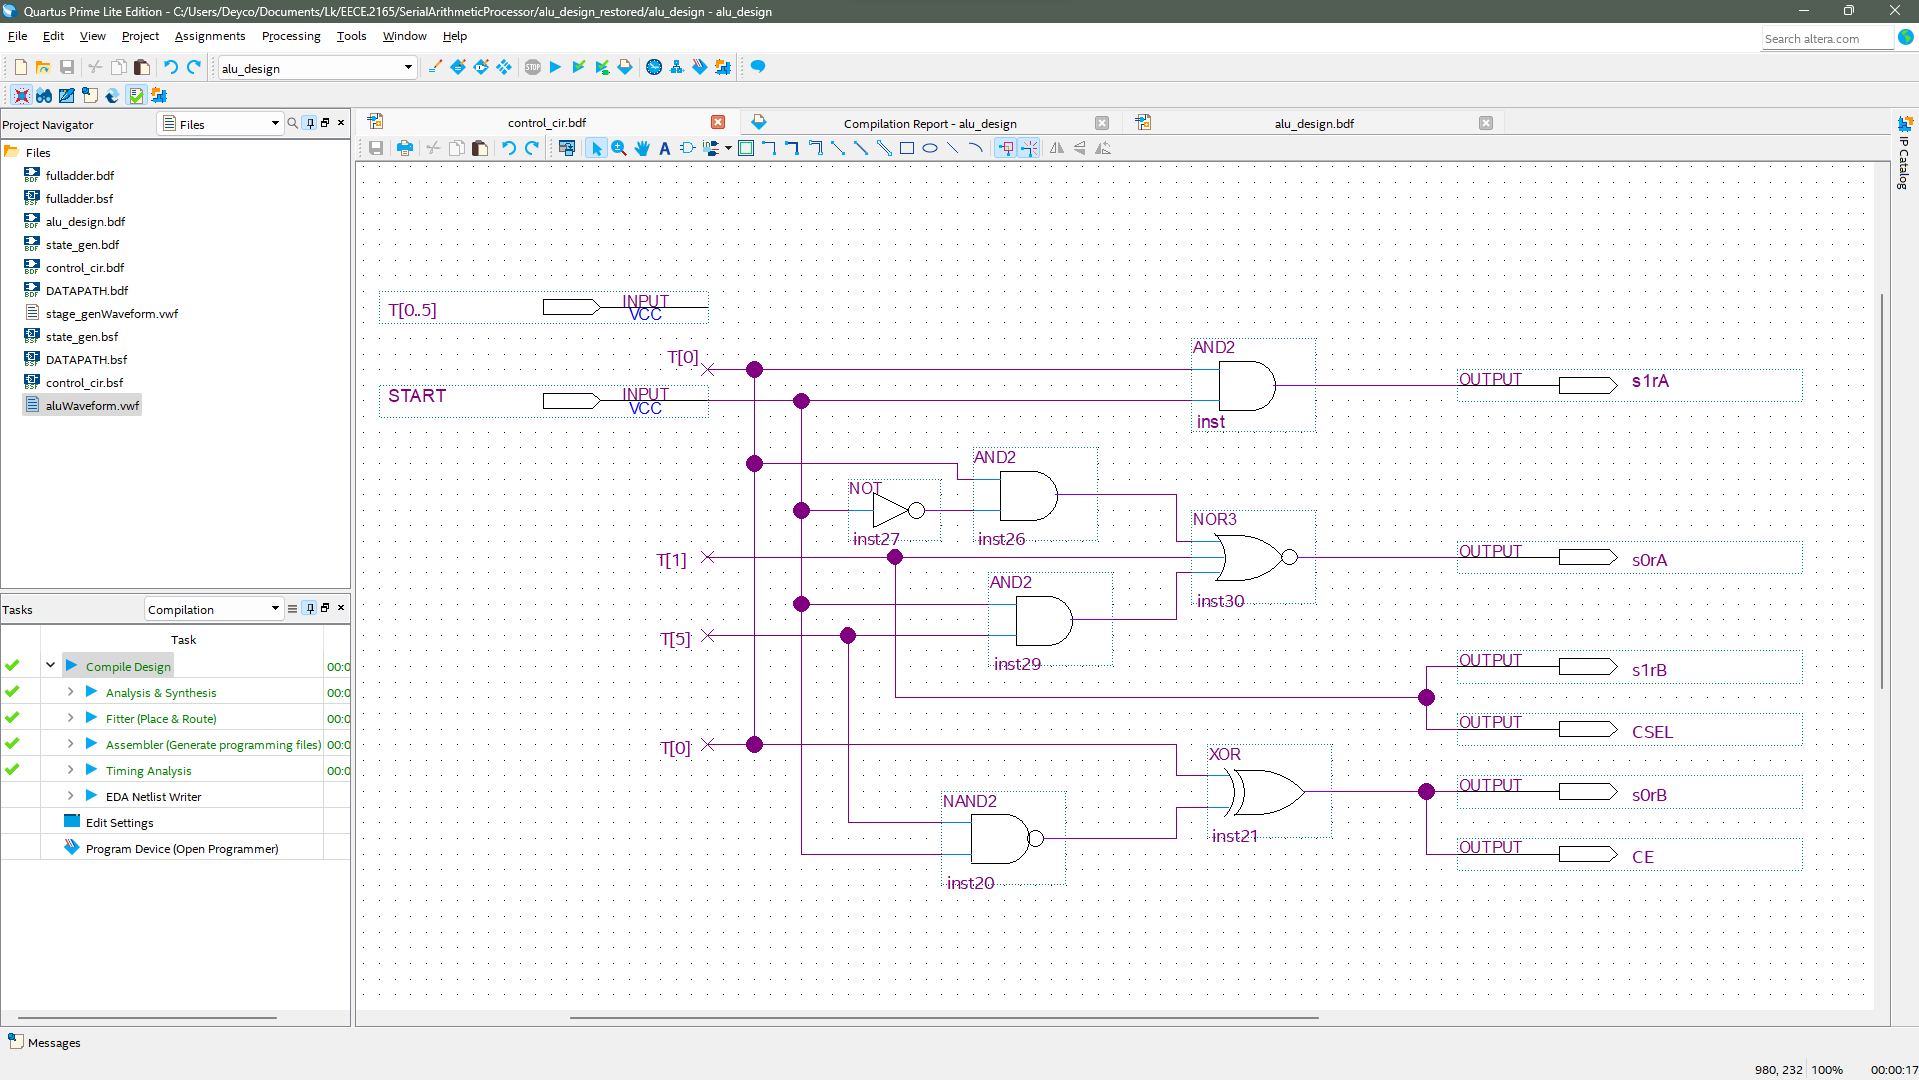 Quartus Prime Lite Edition - C:/Users/Deyco/Documents/Lk/EECE.2165/SerialArithmeticProcessor/alu_design_restored/alu_design - alu_design
File Edit View Project Assignments Processing Tools Window Help
Search altera.com
STOP
alu_design
Project Navigator
Files
control_cir.bdf
Compilation Report - alu_design
alu_design.bdf
IP Catalog
Files
fulladder.bdf
fulladder.bsf
alu_design.bdf
state_gen.bdf
control_cir.bdf
DATAPATH.bdf
stage_genWaveform.vwf
state_gen.bsf
DATAPATH.bsf
control_cir.bsf
aluWaveform.vwf
Tasks
Compilation
Task
Compile Design 00:0
Analysis & Synthesis 00:0
Fitter (Place & Route) 00:0
Assembler (Generate programming files) 00:0
Timing Analysis 00:0
EDA Netlist Writer
Edit Settings
Program Device (Open Programmer)
T[0..5]
INPUT
VCC
T[0]
START
INPUT
VCC
AND2
inst
OUTPUT
s1rA
AND2
inst26
NOT
inst27
T[1]
NOR3
inst30
OUTPUT
s0rA
AND2
inst29
T[5]
OUTPUT
s1rB
OUTPUT
CSEL
T[0]
XOR
inst21
OUTPUT
s0rB
NAND2
inst20
OUTPUT
CE
Messages
980, 232 100% 00:00:17